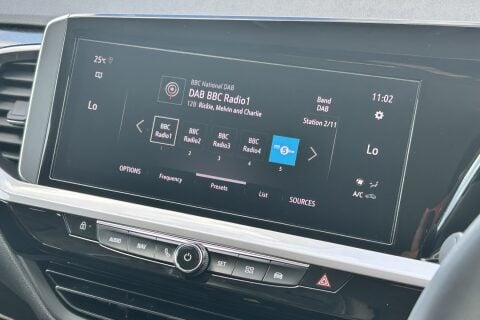 25°c
11:02
BBC National DAB
DAB BBC Radio1
12B Rickie, Melvin and Charlie
Band
DAB
Station 2/11
Lo
Lo
BBC
Radio1
BBC
Radio2
BBC
Radio3
BBC
Radio4
5
2
3
4
5
A/C
OPTIONS
Frequency
Presets
List
SOURCES
AUDIO
NAV
SET